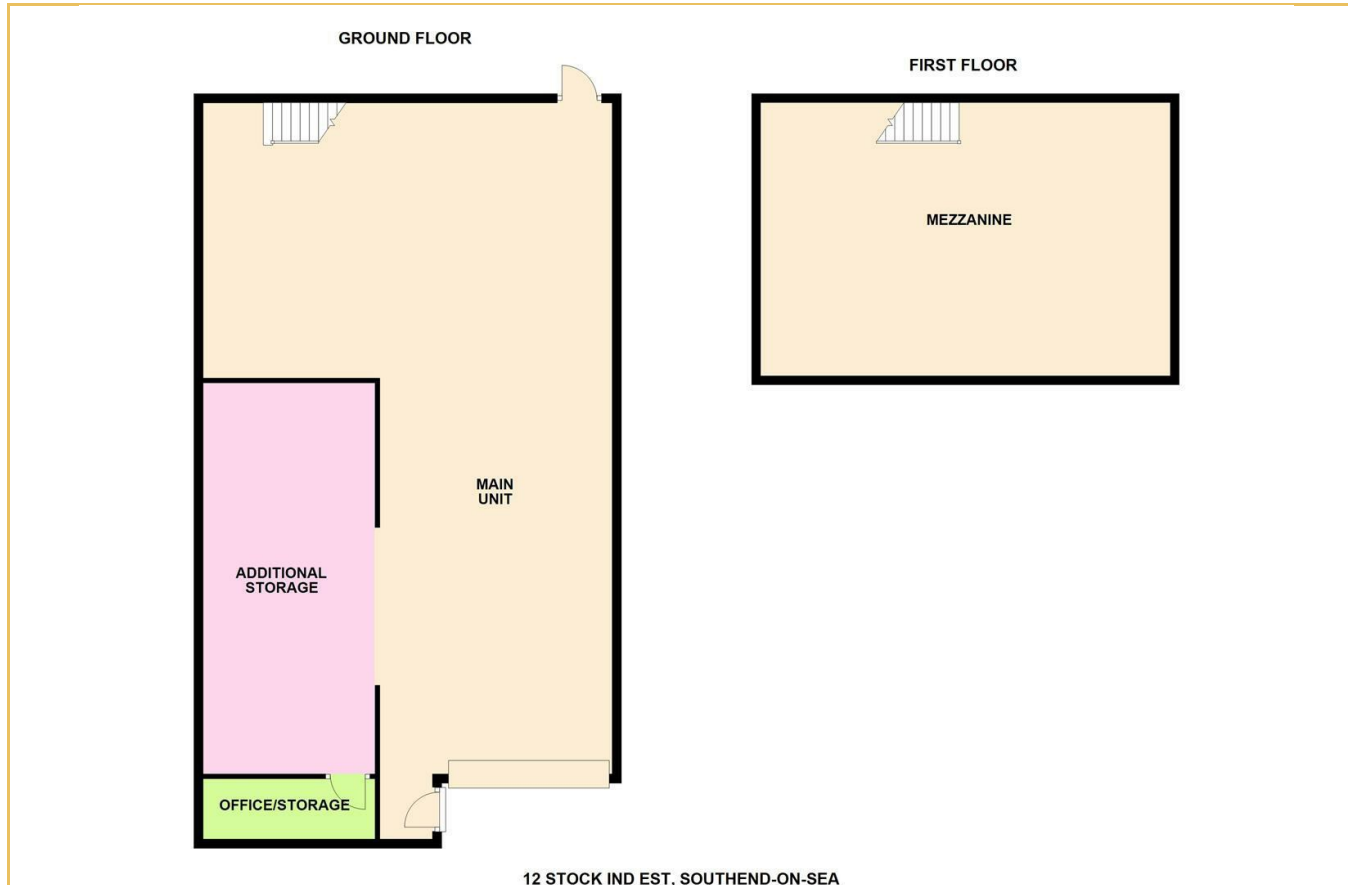 GROUND FLOOR
FIRST FLOOR
MEZZANINE
MAIN
UNIT
ADDITIONAL
STORAGE
OFFICE/STORAGE
12 STOCK IND EST, SOUTHEND-ON-SEA